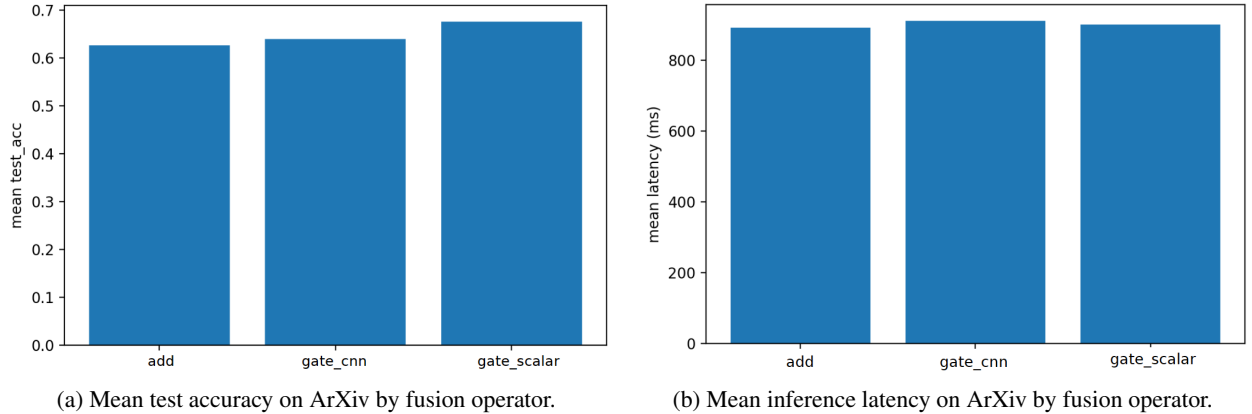 0.7
0.6
0.5
0.4
0.3
0.2
0.1
0.0
mean test_acc
add gate_cnn gate_scalar
(a) Mean test accuracy on ArXiv by fusion operator.
800
600
400
200
0
mean latency (ms)
add gate_cnn gate_scalar
(b) Mean inference latency on ArXiv by fusion operator.